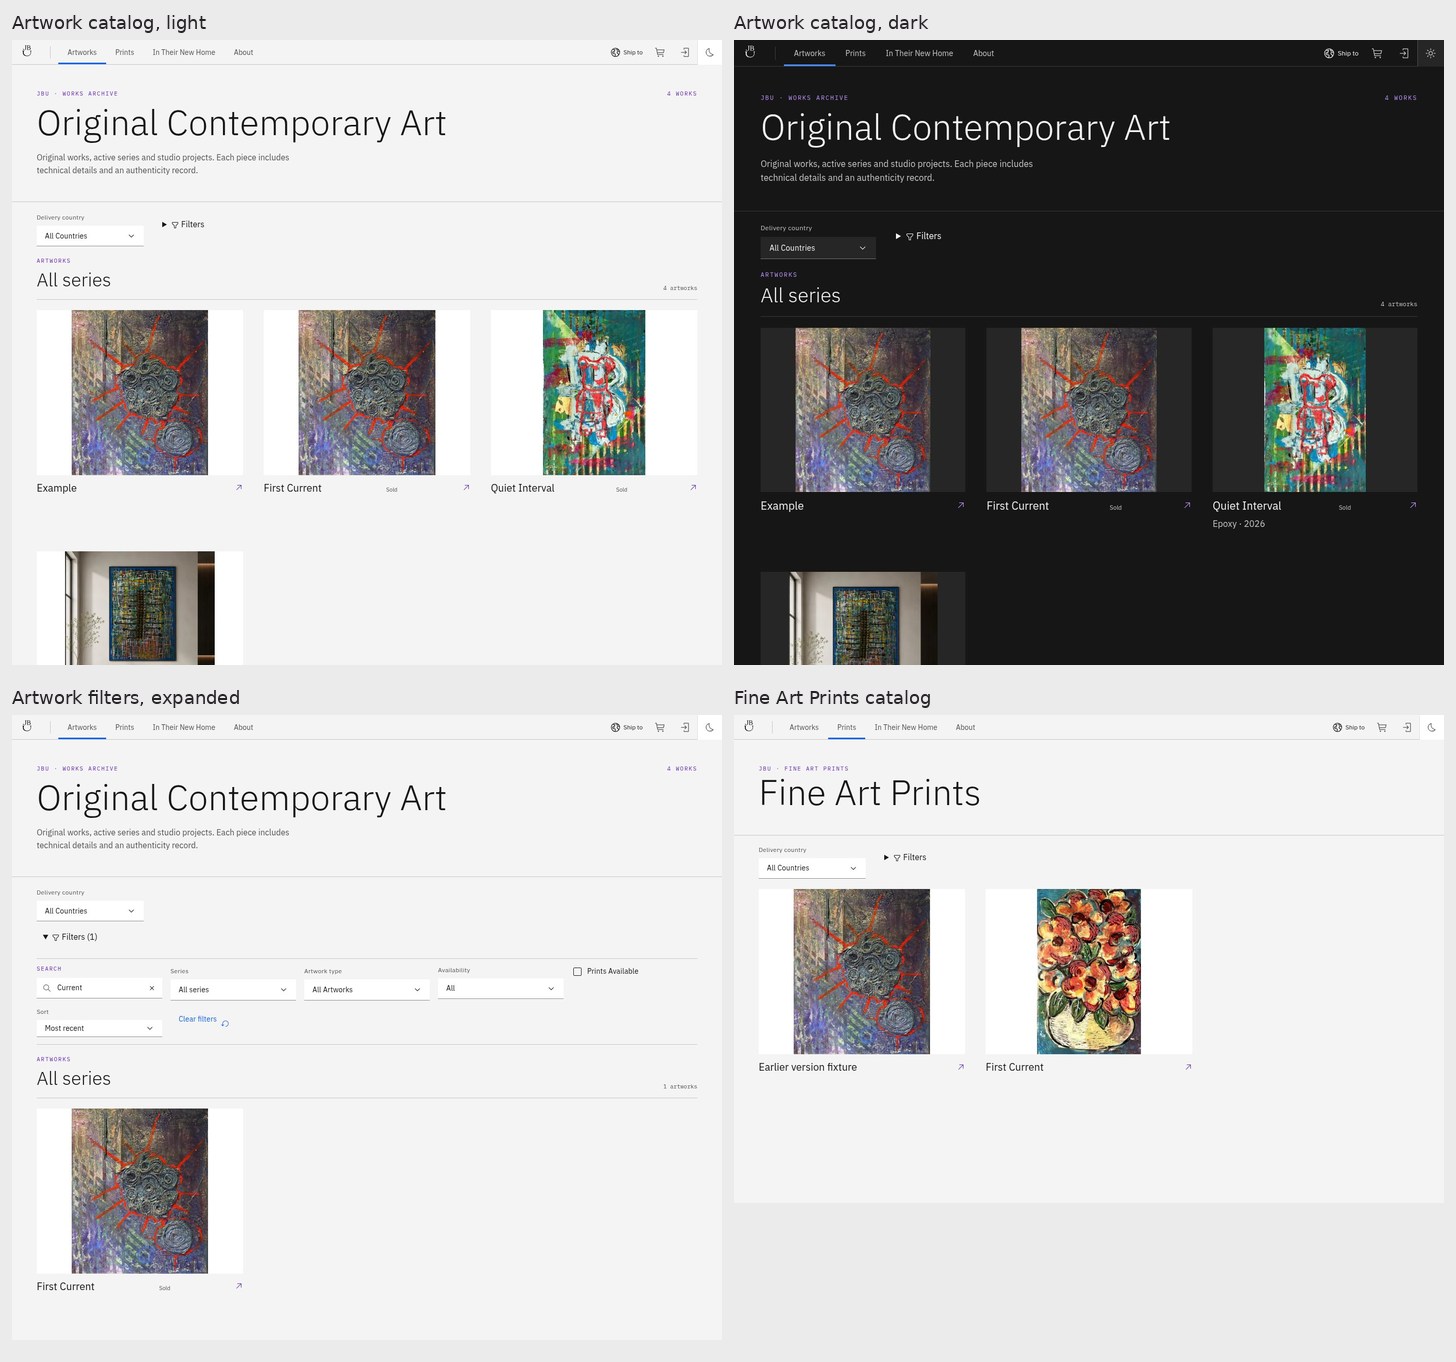 Artwork catalog, light
Artworks Prints In Their New Home About Ship to
JBU · WORKS ARCHIVE 4 WORKS
Original Contemporary Art
Original works, active series and studio projects. Each piece includes
technical details and an authenticity record.
Delivery country
All Countries
Filters
ARTWORKS
All series
4 artworks
Example
First Current Sold
Quiet Interval Sold
Artwork catalog, dark
Artworks Prints In Their New Home About Ship to
JBU · WORKS ARCHIVE 4 WORKS
Original Contemporary Art
Original works, active series and studio projects. Each piece includes
technical details and an authenticity record.
Delivery country
All Countries
Filters
ARTWORKS
All series
4 artworks
Example
First Current Sold
Quiet Interval Sold
Epoxy · 2026
Artwork filters, expanded
Artworks Prints In Their New Home About Ship to
JBU · WORKS ARCHIVE 4 WORKS
Original Contemporary Art
Original works, active series and studio projects. Each piece includes
technical details and an authenticity record.
Delivery country
All Countries
Filters (1)
SEARCH
Current
Series
All series
Artwork type
All Artworks
Availability
All
Prints Available
Sort
Most recent
Clear filters
ARTWORKS
All series
1 artworks
First Current Sold
Fine Art Prints catalog
Artworks Prints In Their New Home About Ship to
JBU · FINE ART PRINTS
Fine Art Prints
Delivery country
All Countries
Filters
Earlier version fixture
First Current